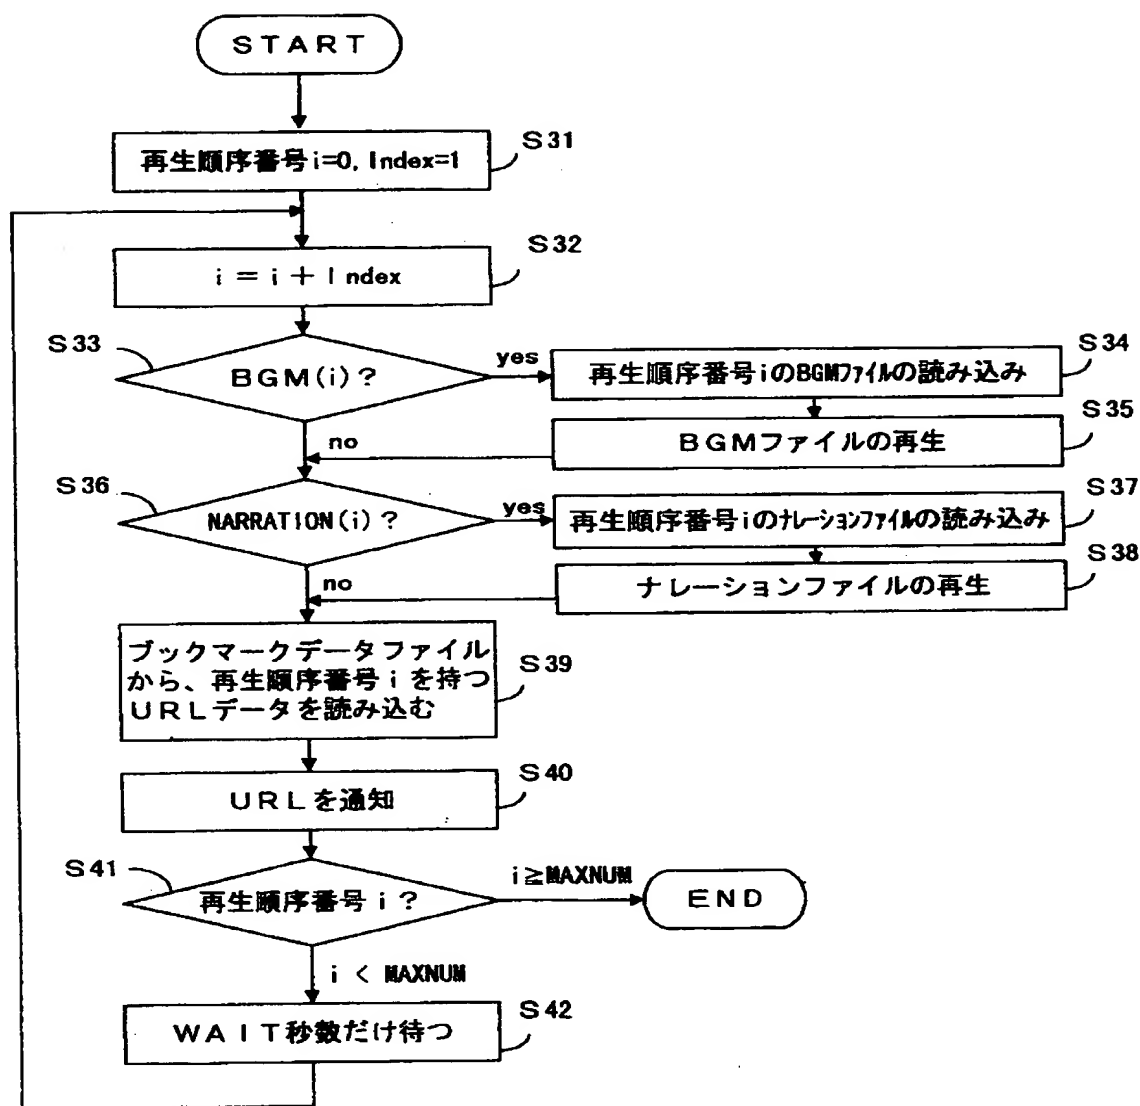 START
再生順序番号i=0, Index=1
S31
i = i + Index
S32
S33
BGM(i)?
yes
再生順序番号iのBGMファイルの読み込み
S34
no
BGMファイルの再生
S35
S36
NARRATION(i)?
yes
再生順序番号iのナレーションファイルの読み込み
S37
no
ナレーションファイルの再生
S38
ブックマークデータファイル
から、再生順序番号iを持つ
URLデータを読み込む
S39
URLを通知
S40
S41
再生順序番号i?
i≧MAXNUM
END
i < MAXNUM
WAIT秒数だけ待つ
S42